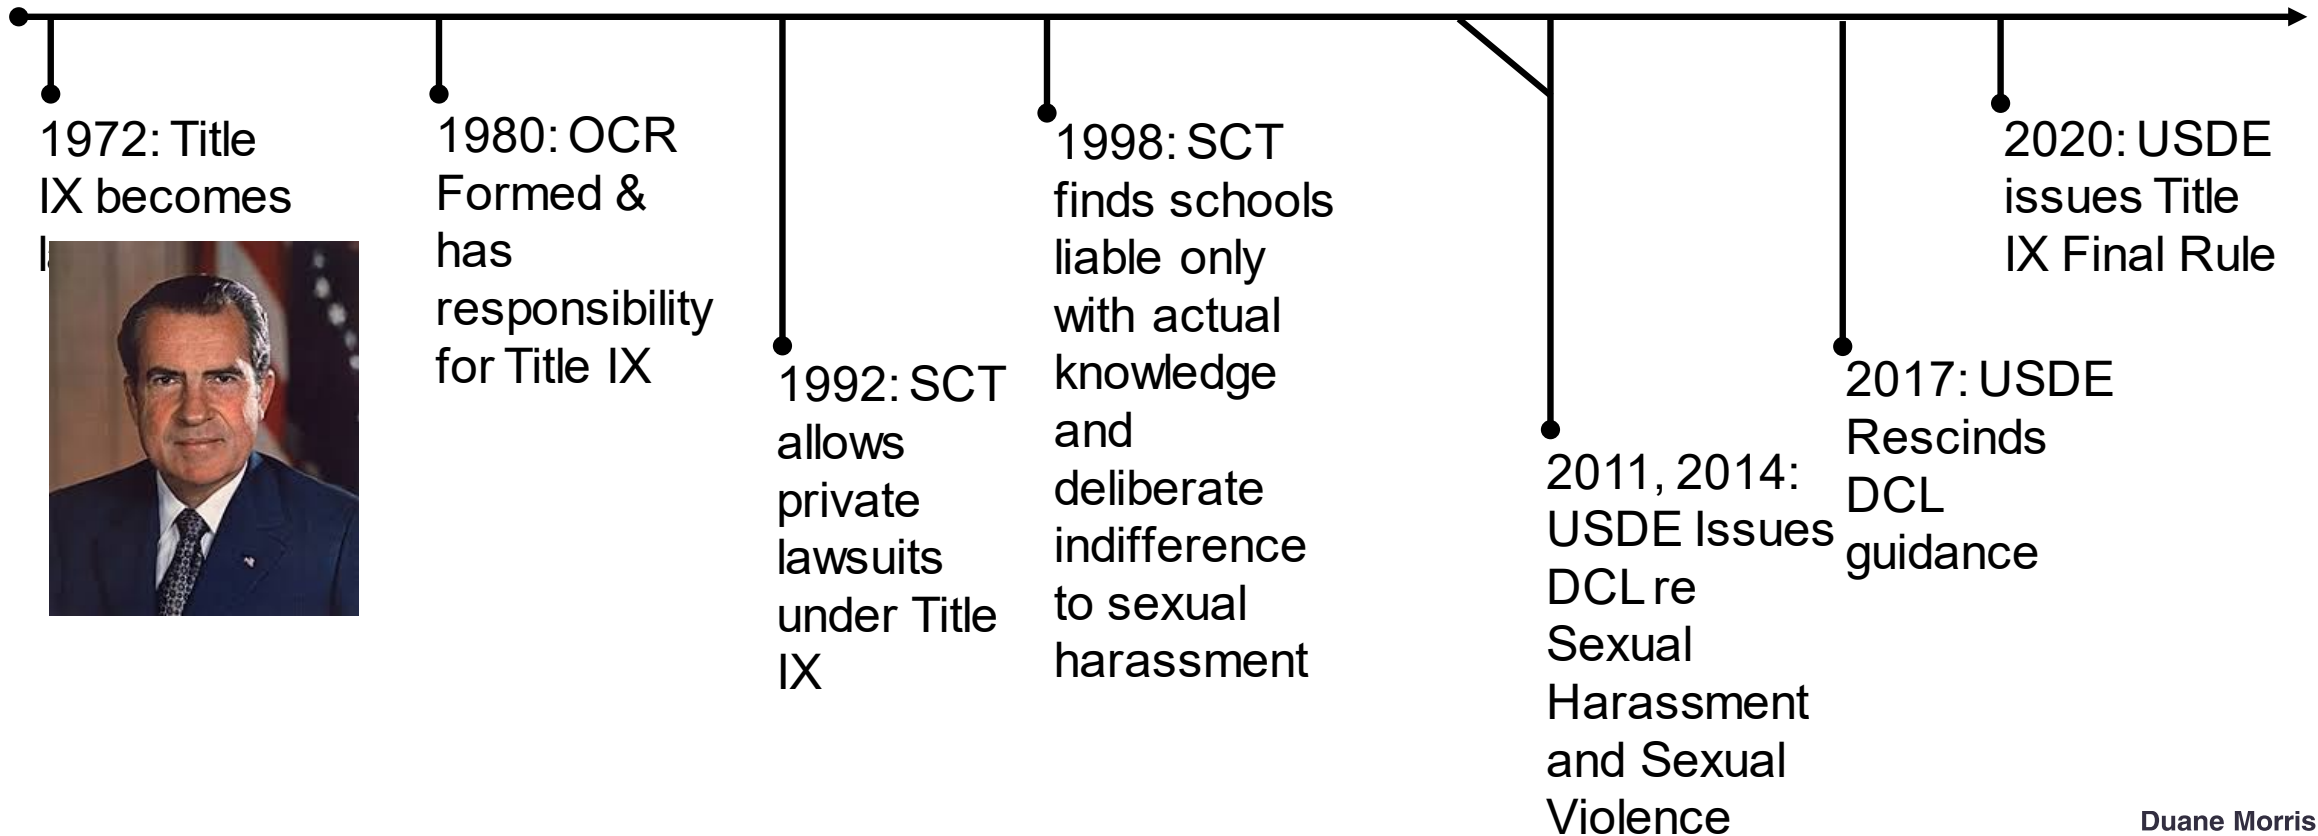 1972: Title
IX becomes
1980: OCR
Formed &
has
responsibility
for Title IX
1992: SCT
allows
private
lawsuits
under Title
IX
1998: SCT
finds schools
liable only
with actual
knowledge
and
deliberate
indifference
to sexual
harassment
2011, 2014:
USDE Issues
DCL re
Sexual
Harassment
and Sexual
Violence
2017: USDE
Rescinds
DCL
guidance
2020: USDE
issues Title
IX Final Rule
Duane Morris